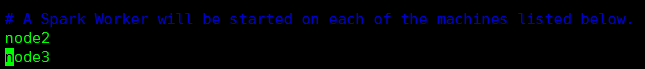 # A Spark Worker will be started on each of the machines listed below.
node2
node3